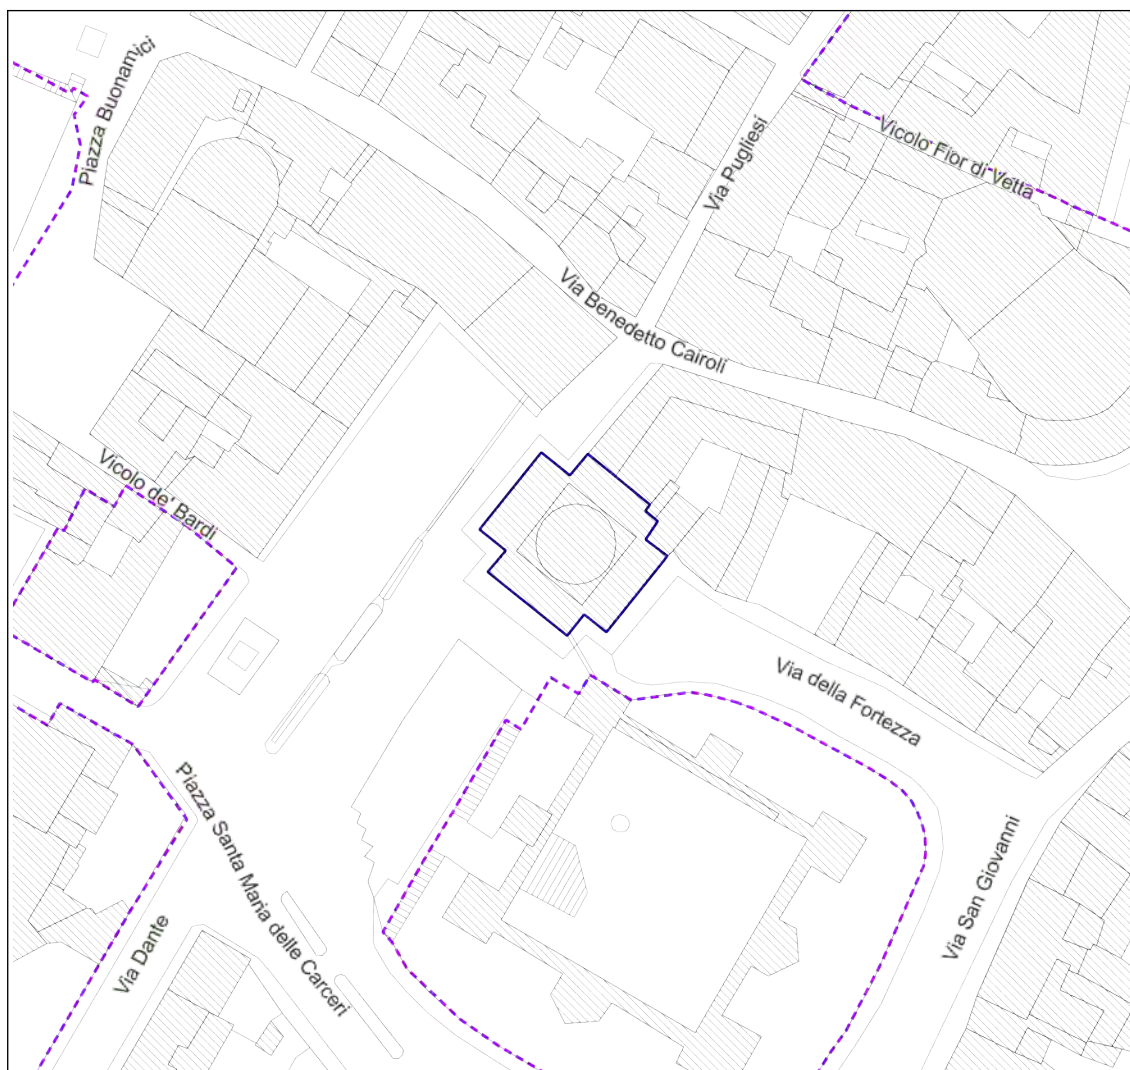 Piazza Buonamici
Via Pugliesi
Vicolo Fior di Vetta
Via Benedetto Cairoli
Vicolo de' Bardi
Via della Fortezza
Piazza Santa Maria delle Carceri
Via San Giovanni
Via Dante